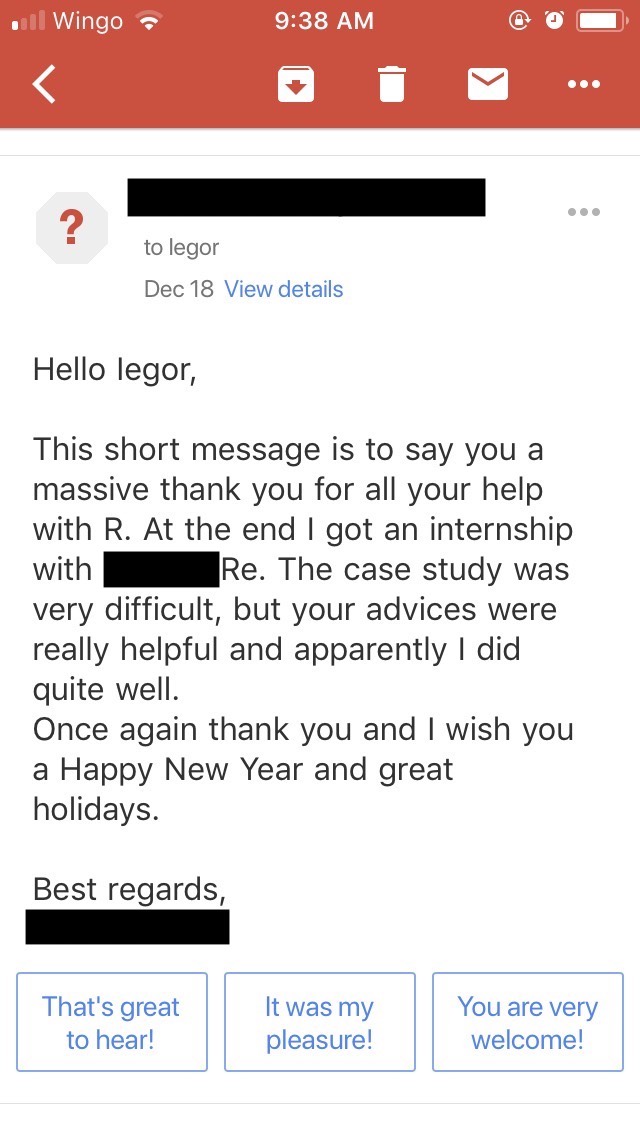 Wingo 9:38 AM
?
to Iegor
Dec 18 View details
Hello Iegor,
This short message is to say you a
massive thank you for all your help
with R. At the end I got an internship
with Re. The case study was
very difficult, but your advices were
really helpful and apparently I did
quite well.
Once again thank you and I wish you
a Happy New Year and great
holidays.
Best regards,
That's great
to hear!
It was my
pleasure!
You are very
welcome!